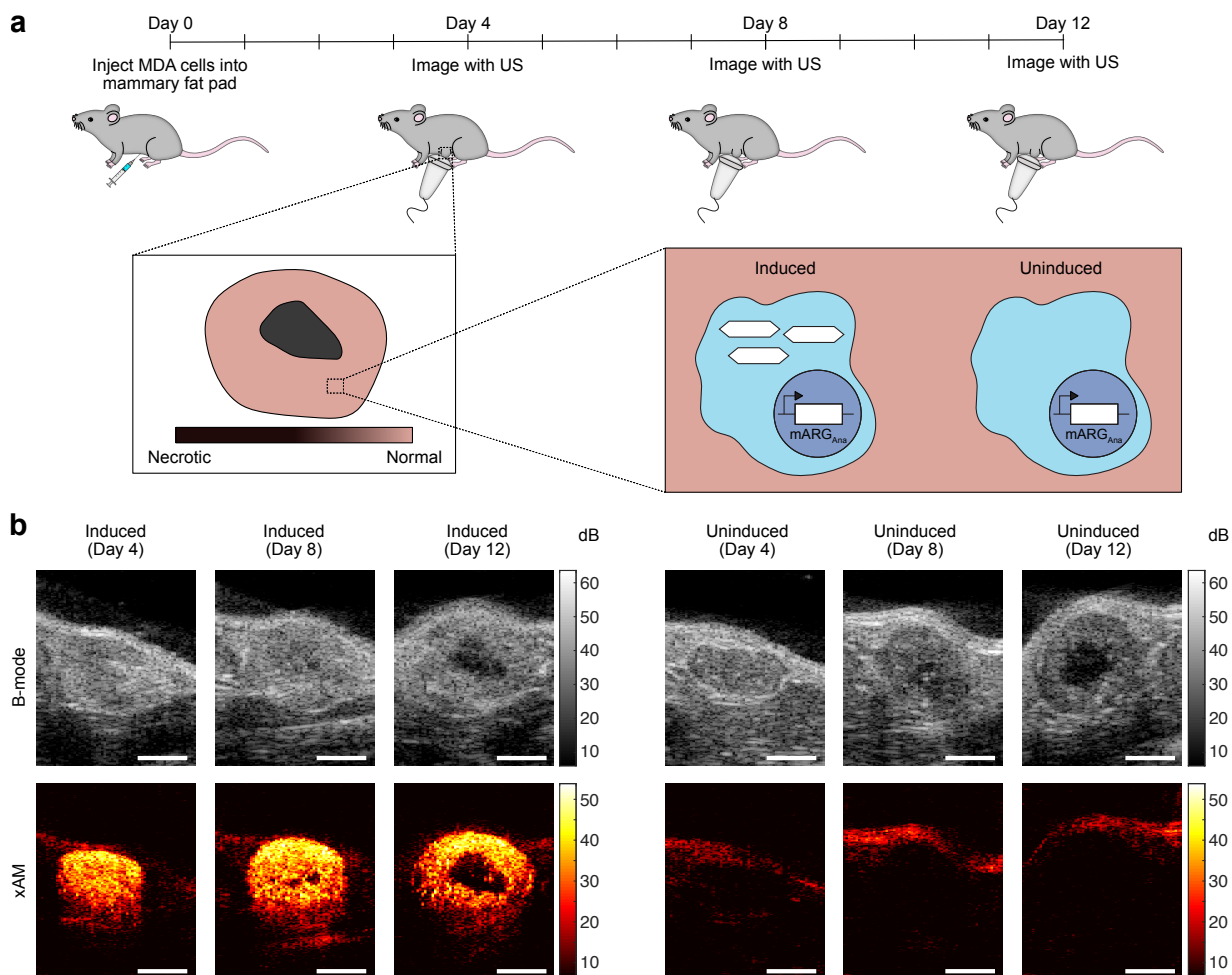 a
Day 0
Day 4
Day 8
Day 12
Inject MDA cells into
mammary fat pad
Image with US
Image with US
Image with US
Necrotic
Normal
Induced
Uninduced
mARGAna
mARGAna
b
Induced
(Day 4)
Induced
(Day 8)
Induced
(Day 12)
dB
Uninduced
(Day 4)
Uninduced
(Day 8)
Uninduced
(Day 12)
dB
B-mode
60
50
40
30
20
10
60
50
40
30
20
10
xAM
50
40
30
20
10
50
40
30
20
10